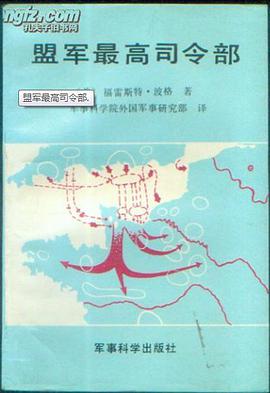 ngiz.com
孔夫子旧书网
盟军最高司令部
盟军最高司令部.
福雷斯特·波格 著
军事科学院外国军事研究部 译
军事科学出版社